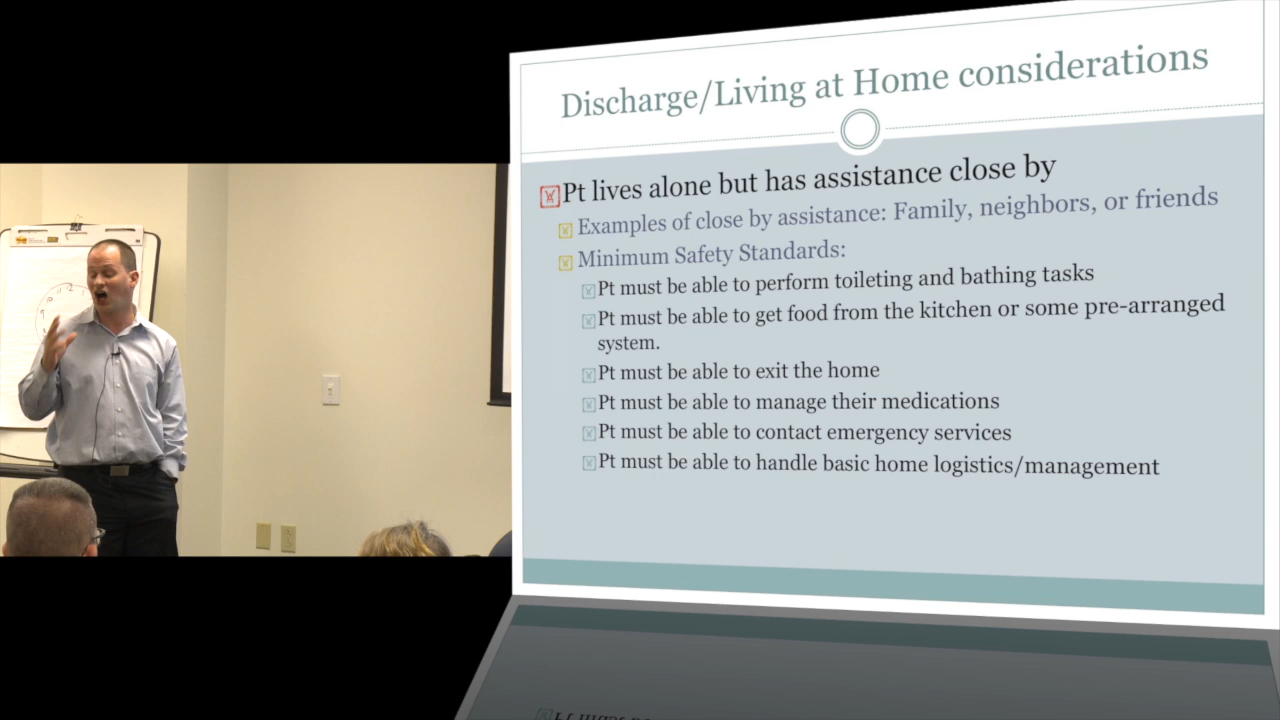 Discharge/Living at Home considerations
Pt lives alone but has assistance close by
Examples of close by assistance: Family, neighbors, or friends
Minimum Safety Standards:
Pt must be able to perform toileting and bathing tasks
Pt must be able to get food from the kitchen or some pre-arranged
system.
Pt must be able to exit the home
Pt must be able to manage their medications
Pt must be able to contact emergency services
Pt must be able to handle basic home logistics/management